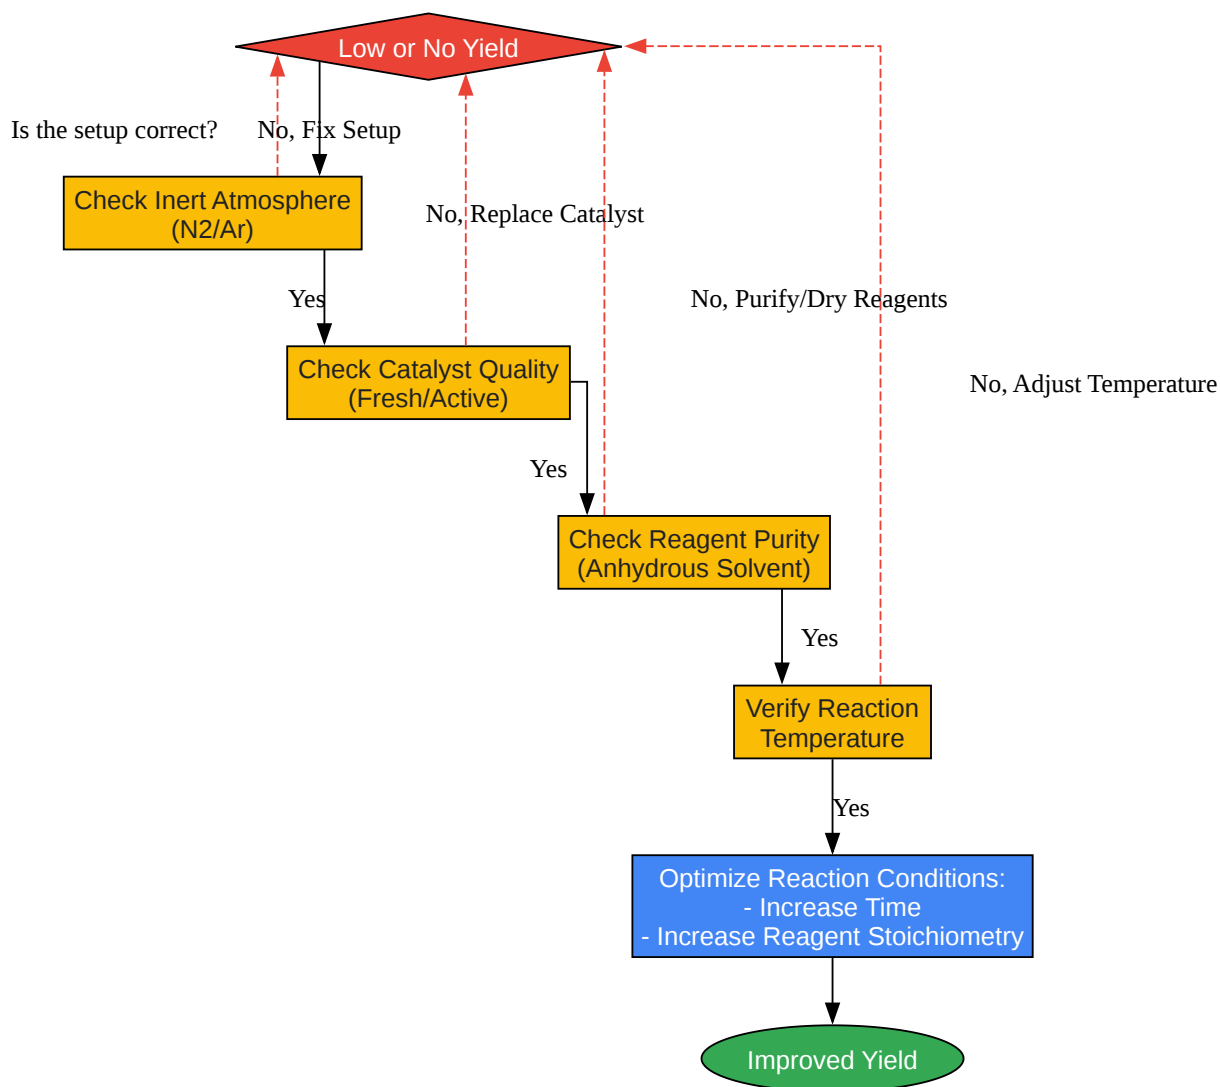 Low or No Yield
Is the setup correct?
No, Fix Setup
Check Inert Atmosphere
(N2/Ar)
No, Replace Catalyst
Yes
No, Purify/Dry Reagents
Check Catalyst Quality
(Fresh/Active)
No, Adjust Temperature
Yes
Check Reagent Purity
(Anhydrous Solvent)
Yes
Verify Reaction
Temperature
Yes
Optimize Reaction Conditions:
- Increase Time
- Increase Reagent Stoichiometry
Improved Yield